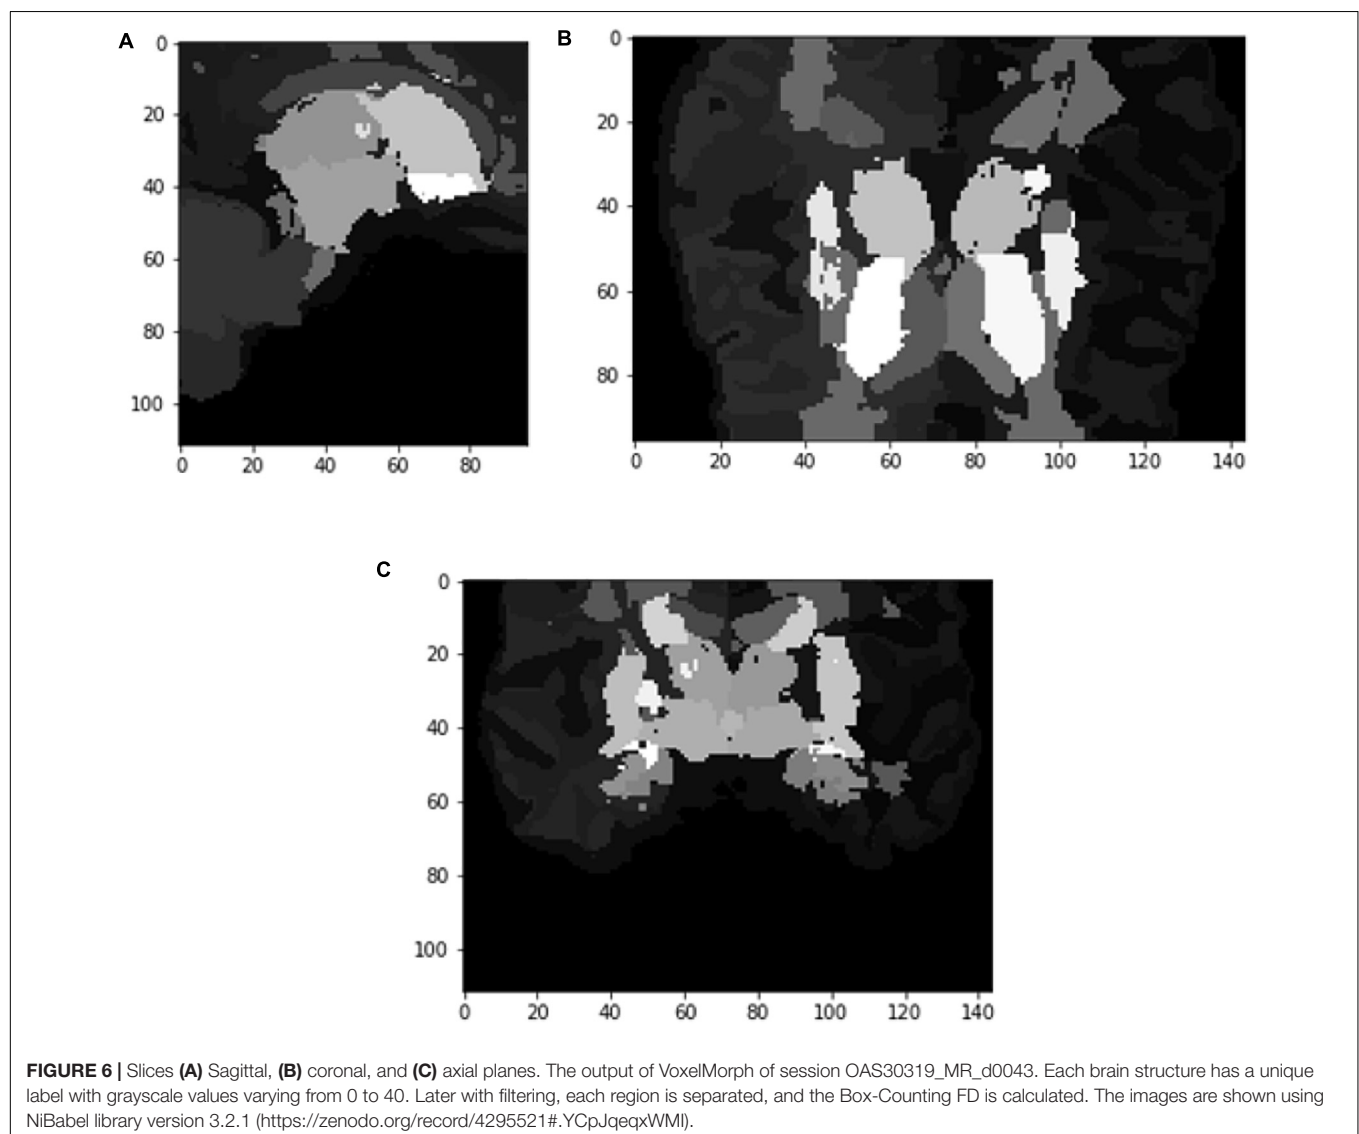 A
0
20
40
60
80
100
0 20 40 60 80
B
0
20
40
60
80
0 20 40 60 80 100 120 140
C
0
20
40
60
80
100
0 20 40 60 80 100 120 140
FIGURE 6 | Slices (A) Sagittal, (B) coronal, and (C) axial planes. The output of VoxelMorph of session OAS30319_MR_d0043. Each brain structure has a unique
label with grayscale values varying from 0 to 40. Later with filtering, each region is separated, and the Box-Counting FD is calculated. The images are shown using
NiBabel library version 3.2.1 (https://zenodo.org/record/4295521#.YCpJqeqxWMI).